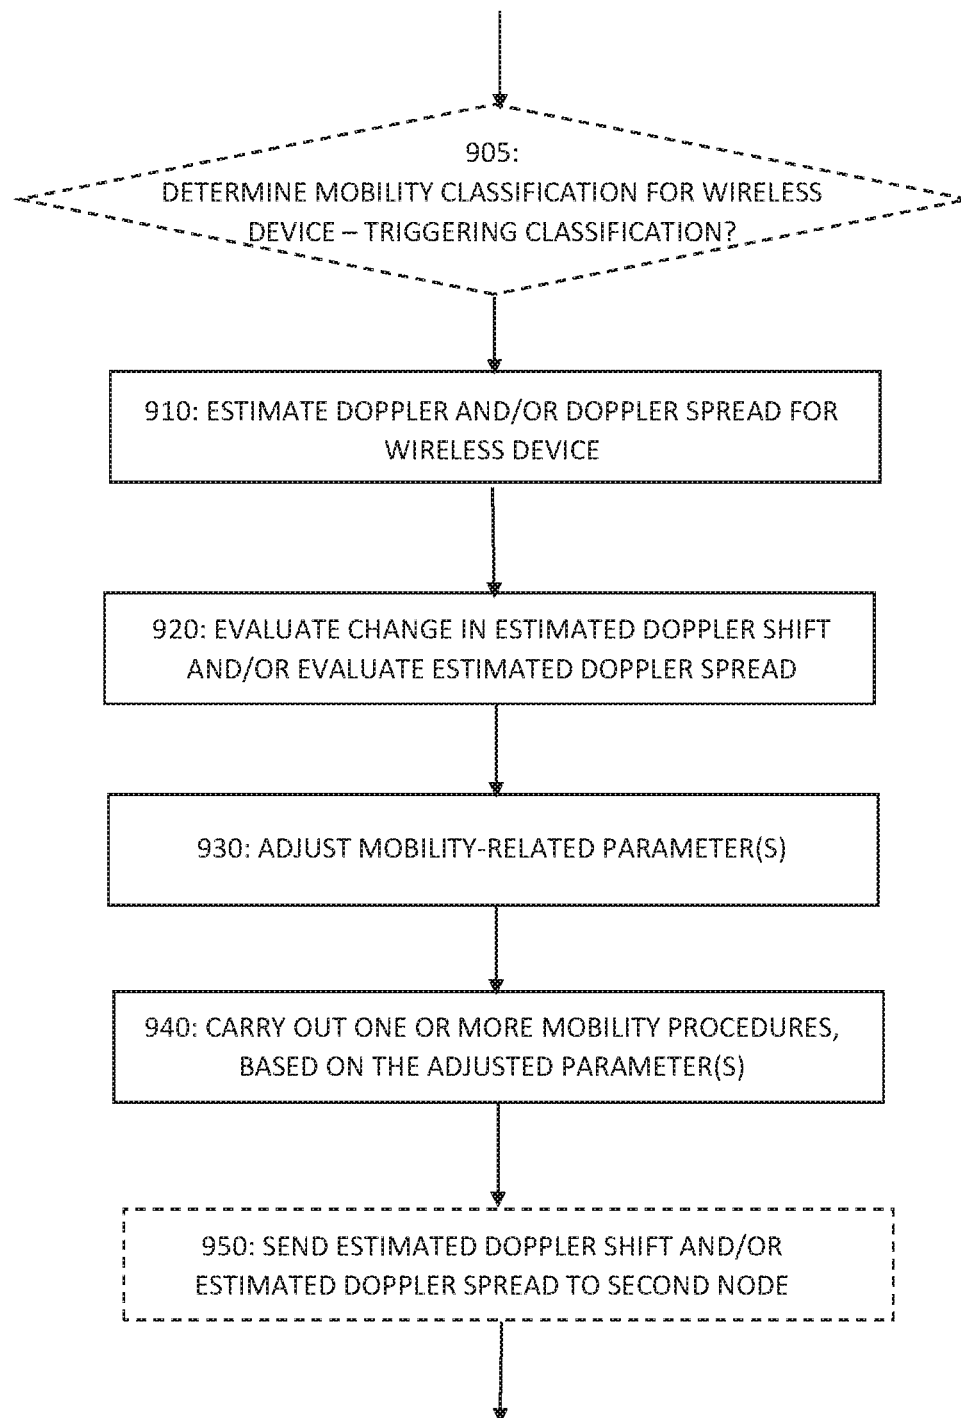 905:
DETERMINE MOBILITY CLASSIFICATION FOR WIRELESS
DEVICE – TRIGGERING CLASSIFICATION?
910: ESTIMATE DOPPLER AND/OR DOPPLER SPREAD FOR
WIRELESS DEVICE
920: EVALUATE CHANGE IN ESTIMATED DOPPLER SHIFT
AND/OR EVALUATE ESTIMATED DOPPLER SPREAD
930: ADJUST MOBILITY-RELATED PARAMETER(S)
940: CARRY OUT ONE OR MORE MOBILITY PROCEDURES,
BASED ON THE ADJUSTED PARAMETER(S)
950: SEND ESTIMATED DOPPLER SHIFT AND/OR
ESTIMATED DOPPLER SPREAD TO SECOND NODE